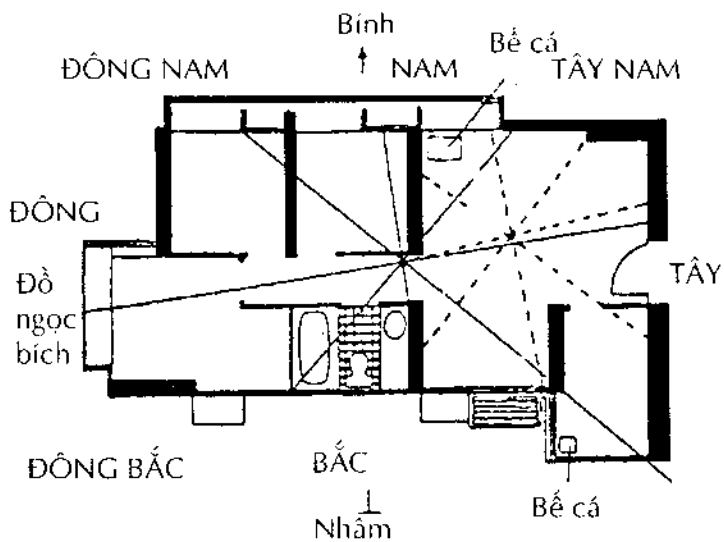 Bính
Bể cá
ĐÔNG NAM
NAM
TÂY NAM
ĐÔNG
Đồ
ngọc
bích
TÂY
ĐÔNG BẮC
BẮC
Bể cá
Nhâm